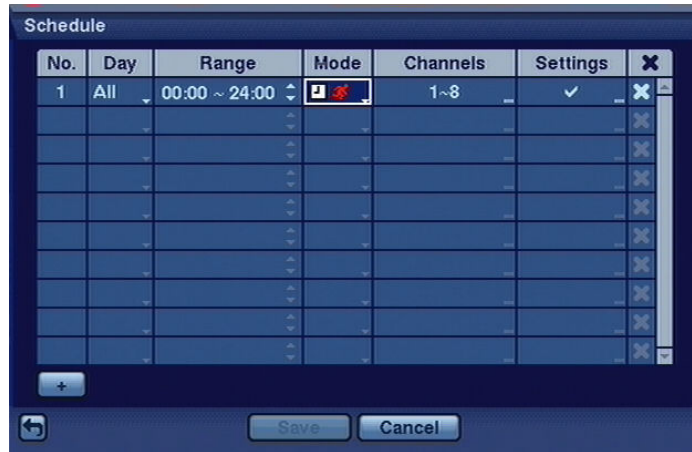 Schedule
No. Day Range Mode Channels Settings
1 All 00:00 ~ 24:00 1~8
+
Save Cancel